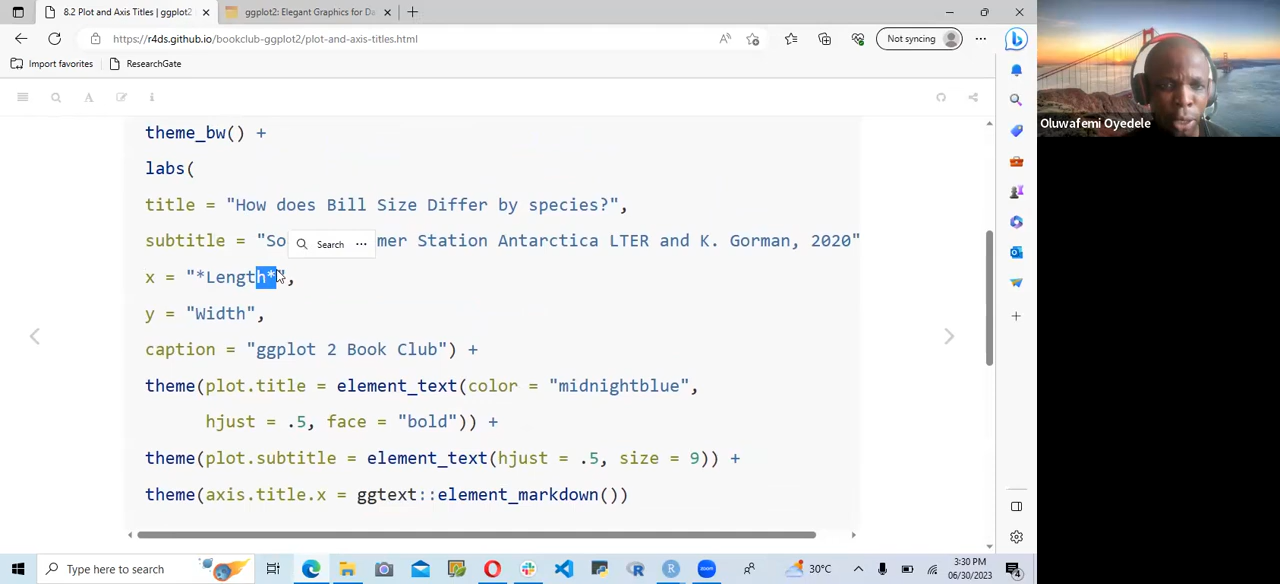 8.2 Plot and Axis Titles | ggplot2
ggplot2: Elegant Graphics for Da
https://r4ds.github.io/bookclub-ggplot2/plot-and-axis-titles.html
Not syncing
Import favorites
ResearchGate
theme_bw() +
labs(
title = "How does Bill Size Differ by species?",
subtitle = "So
Search
mer Station Antarctica LTER and K. Gorman, 2020"
x = "*Length*",
y = "Width",
caption = "ggplot 2 Book Club") +
theme(plot.title = element_text(color = "midnightblue",
hjust = .5, face = "bold")) +
theme(plot.subtitle = element_text(hjust = .5, size = 9)) +
theme(axis.title.x = ggtext::element_markdown())
Oluwafemi Oyedele
Type here to search
30°C
3:30 PM
06/30/2023